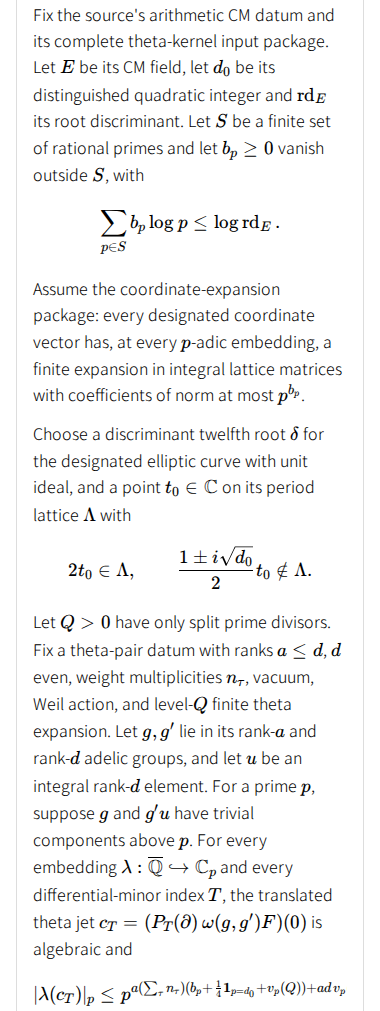 Fix the source's arithmetic CM datum and
its complete theta-kernel input package.
Let E be its CM field, let d₀ be its
distinguished quadratic integer and rd_E
its root discriminant. Let S be a finite set
of rational primes and let b_p ≥ 0 vanish
outside S, with
∑_{p∈S} b_p log p ≤ log rd_E .
Assume the coordinate-expansion
package: every designated coordinate
vector has, at every p-adic embedding, a
finite expansion in integral lattice matrices
with coefficients of norm at most p^{b_p}.
Choose a discriminant twelfth root δ for
the designated elliptic curve with unit
ideal, and a point t₀ ∈ ℂ on its period
lattice Λ with
2t₀ ∈ Λ, (1 ± i√d₀)/2 t₀ ∉ Λ.
Let Q > 0 have only split prime divisors.
Fix a theta-pair datum with ranks a ≤ d, d
even, weight multiplicities n_τ, vacuum,
Weil action, and level-Q finite theta
expansion. Let g, g′ lie in its rank-a and
rank-d adelic groups, and let u be an
integral rank-d element. For a prime p,
suppose g and g′u have trivial
components above p. For every
embedding λ : ℚ̅ ↪ ℂ_p and every
differential-minor index T, the translated
theta jet c_T = (P_T(∂) ω(g, g′)F)(0) is
algebraic and
|λ(c_T)|_p ≤ p^{a(∑_τ n_τ)(b_p+¼1_{p=d₀}+v_p(Q))+adv_p}